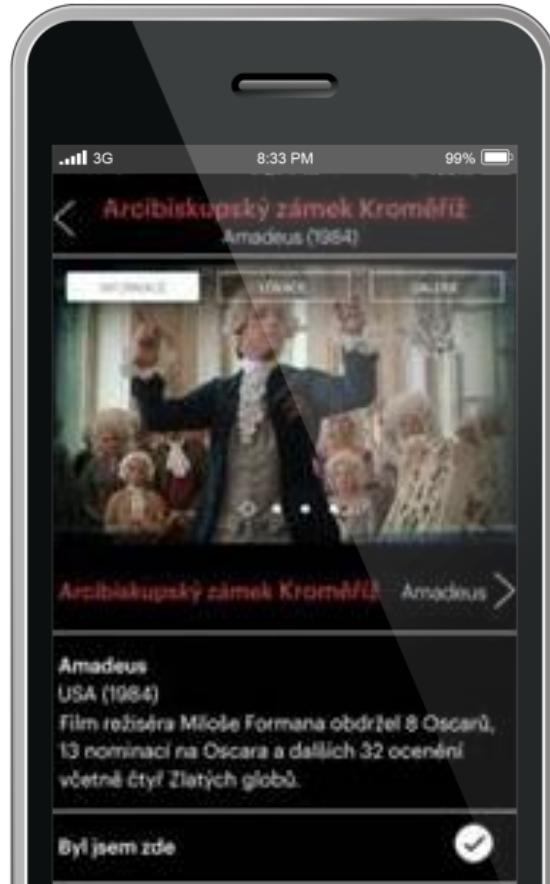 3G 8:33 PM 99%
Arcibiskupský zámek Kroměříž
Amadeus (1984)
INFORMACE LOKACE GALERIE
Arcibiskupský zámek Kroměříž Amadeus
Amadeus
USA (1984)
Film režiséra Miloše Formana obdržel 8 Oscarů,
13 nominací na Oscara a dalších 32 ocenění
včetně čtyř Zlatých glóbů.
Byl jsem zde